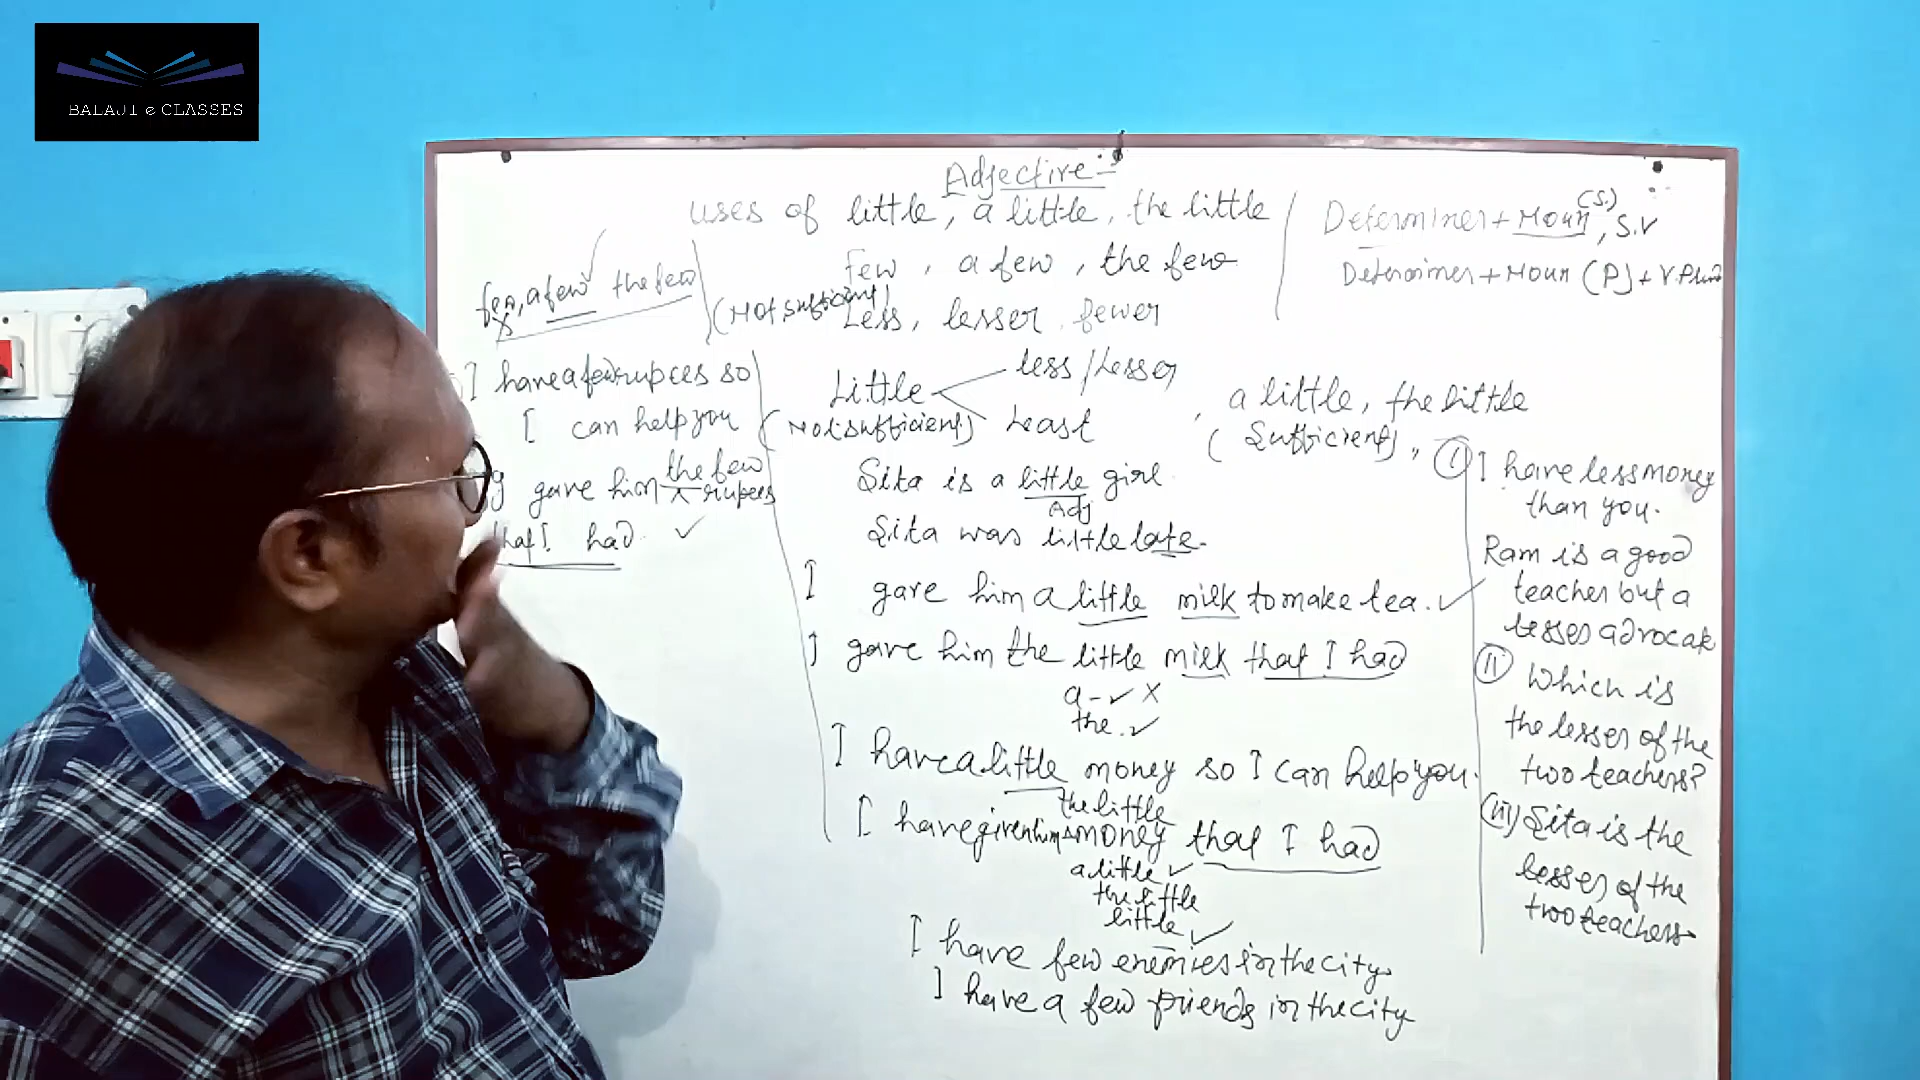 BALAJI e CLASSES
Adjective:-
uses of little, a little, the little
few, a few, the few
(Not sufficient)
Less, lesser, fewer
Determiner + Noun (S.), S.V
Determiner + Noun (P) + V. Plural
few, a few the few
I have a few rupees so
I can help you
gave him the few rupees
that I had.
Little
less / Lesser
Least
(Not sufficient)
, a little, the little
(Sufficient),
Sita is a little girl
Adj
Sita was little late.
I gave him a little milk to make tea.
I gave him the little milk that I had
a - ✓ X
the. ✓
I have a little money so I can help you.
the little
I have given him money that I had
a little ✓
the little
little ✓
I have few enemies in the city.
I have a few friends in the city
(i) I have less money
than you.
Ram is a good
teacher but a
lesser advocate
(ii) Which is
the lesser of the
two teachers?
(iii) Sita is the
lesser of the
two teachers